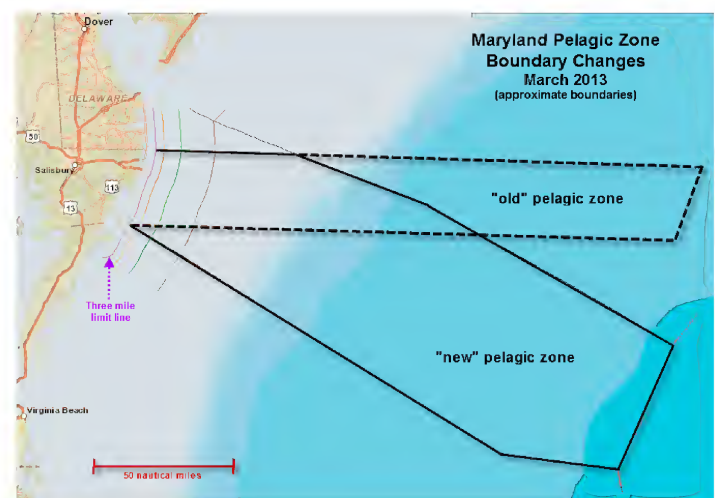 Dover
Maryland Pelagic Zone
Boundary Changes
March 2013
(approximate boundaries)
DELAWARE
50
Salisbury
113
13
"old" pelagic zone
Three mile
limit line
"new" pelagic zone
Virginia Beach
50 nautical miles